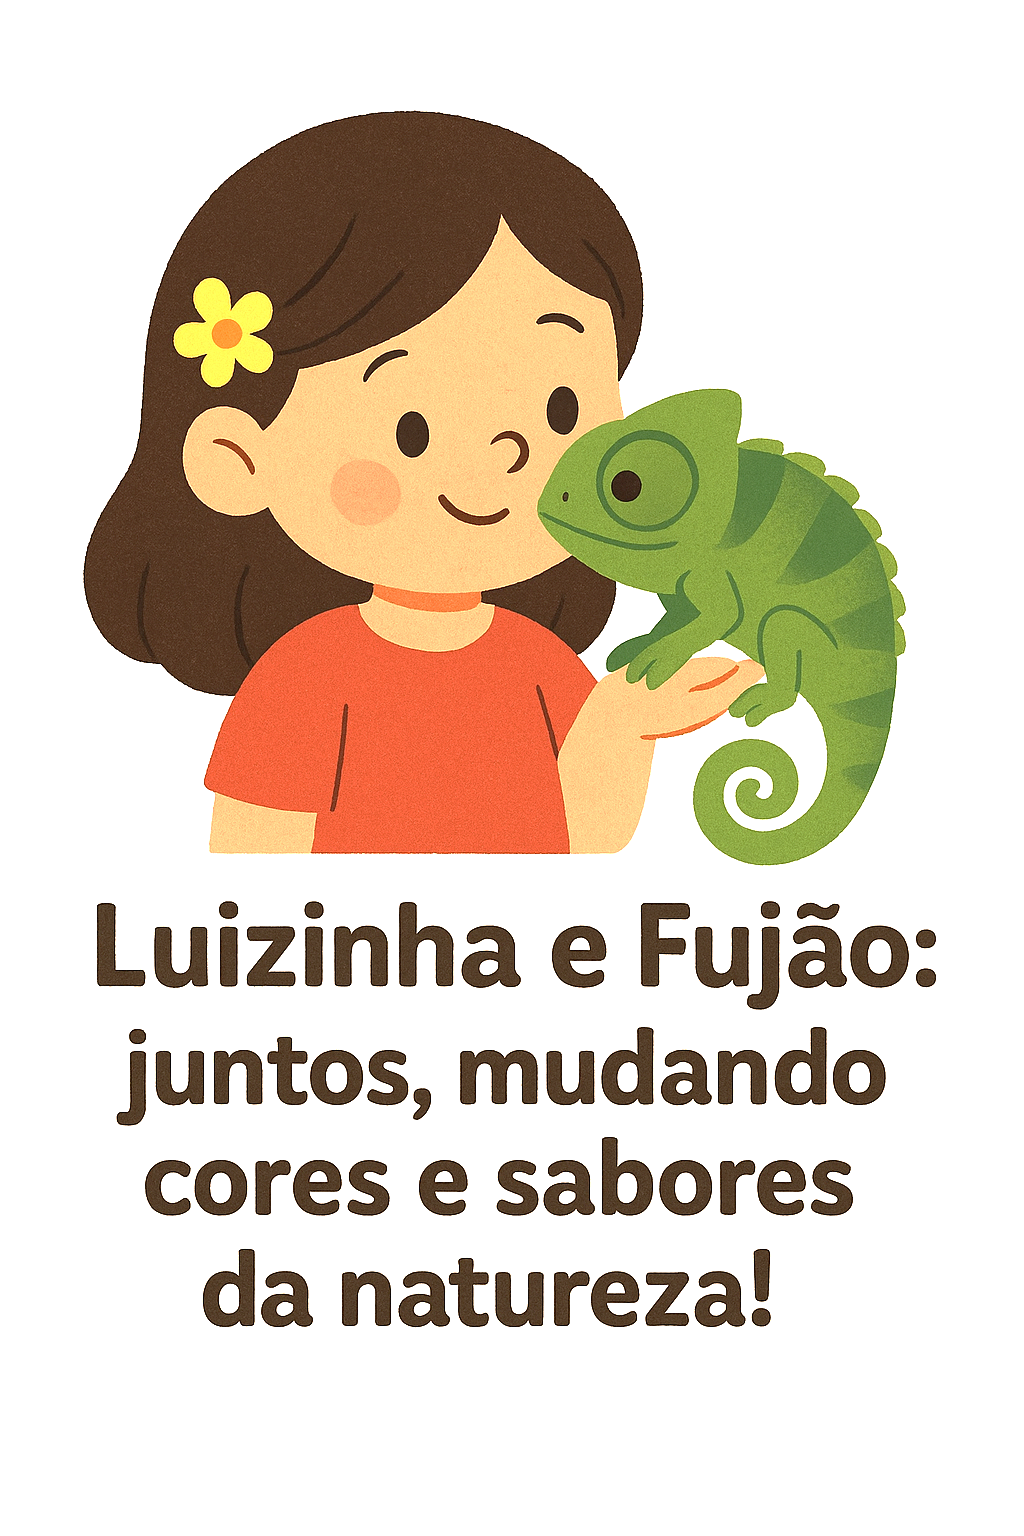 Luizinha e Fujão:
juntos, mudando
cores e sabores
da natureza!